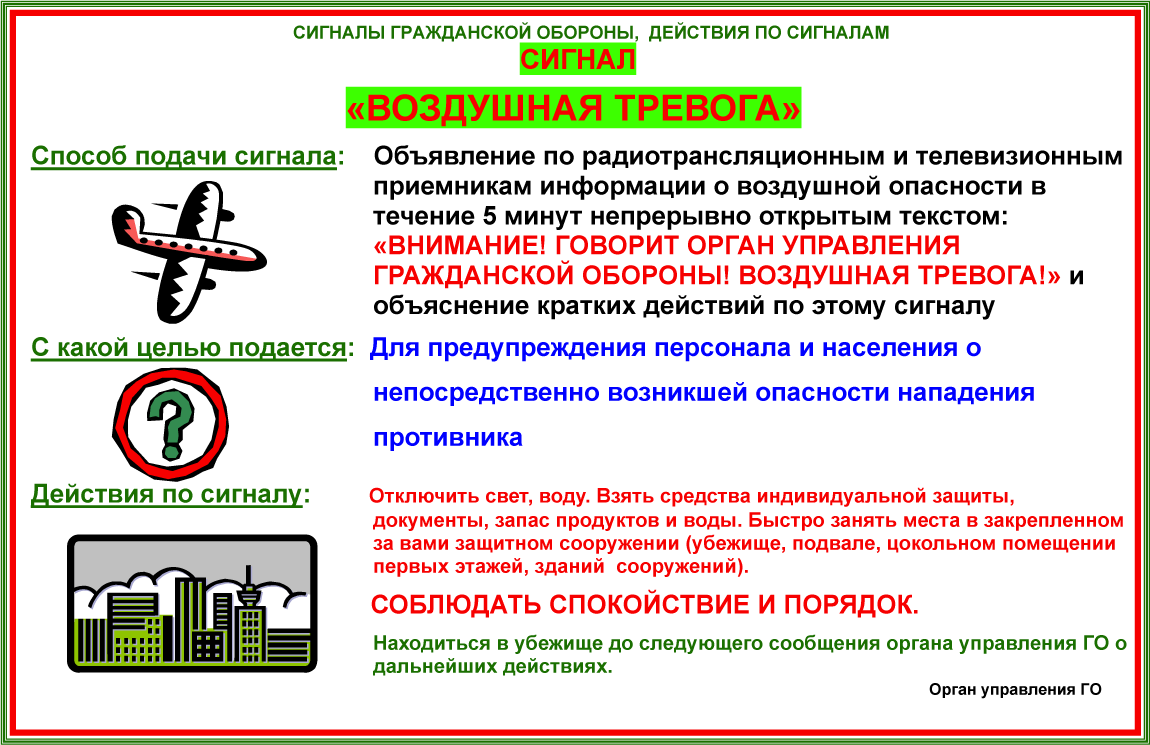 СИГНАЛЫ ГРАЖДАНСКОЙ ОБОРОНЫ, ДЕЙСТВИЯ ПО СИГНАЛАМ
СИГНАЛ
«ВОЗДУШНАЯ ТРЕВОГА»
Способ подачи сигнала: Объявление по радиотрансляционным и телевизионным
приемникам информации о воздушной опасности в
течение 5 минут непрерывно открытым текстом:
«ВНИМАНИЕ! ГОВОРИТ ОРГАН УПРАВЛЕНИЯ
ГРАЖДАНСКОЙ ОБОРОНЫ! ВОЗДУШНАЯ ТРЕВОГА!» и
объяснение кратких действий по этому сигналу
С какой целью подается: Для предупреждения персонала и населения о
непосредственно возникшей опасности нападения
противника
Действия по сигналу: Отключить свет, воду. Взять средства индивидуальной защиты,
документы, запас продуктов и воды. Быстро занять места в закрепленном
за вами защитном сооружении (убежище, подвале, цокольном помещении
первых этажей, зданий сооружений).
СОБЛЮДАТЬ СПОКОЙСТВИЕ И ПОРЯДОК.
Находиться в убежище до следующего сообщения органа управления ГО о
дальнейших действиях.
Орган управления ГО